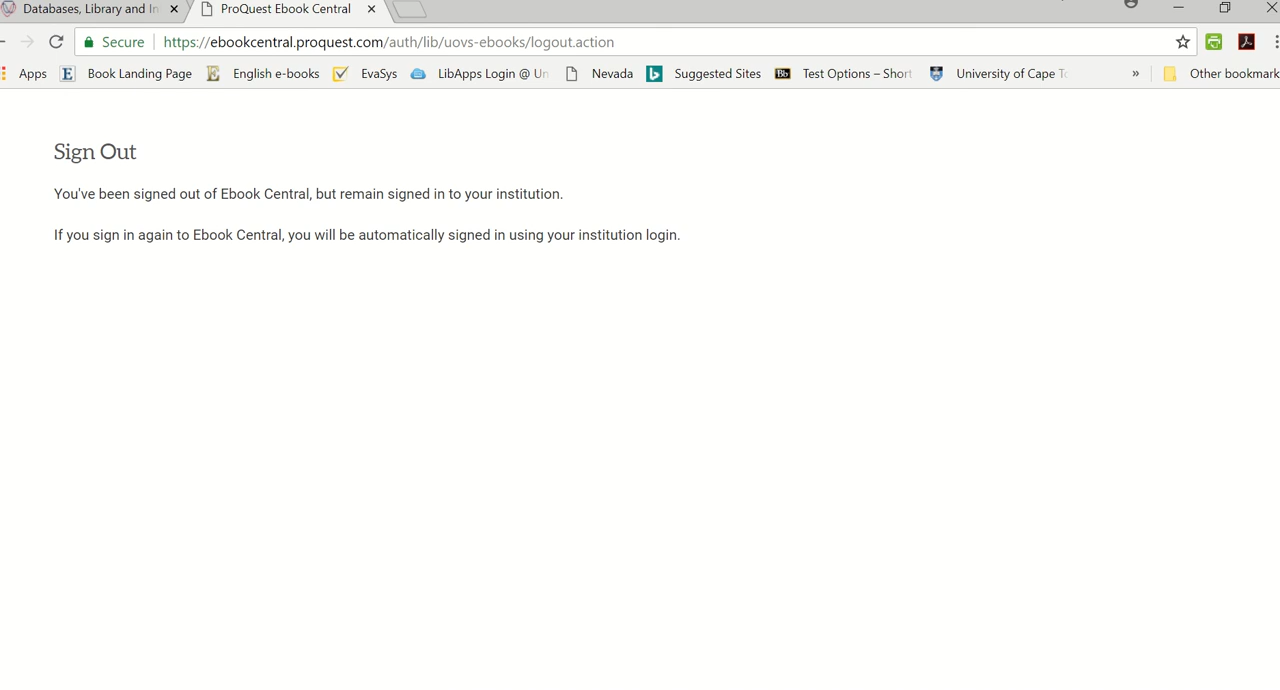 Databases, Library and In
ProQuest Ebook Central
Secure https://ebookcentral.proquest.com/auth/lib/uovs-ebooks/logout.action
Apps E Book Landing Page E English e-books EvaSys LibApps Login @ Un Nevada b Suggested Sites Bb Test Options – Short University of Cape To » Other bookmark
Sign Out
You've been signed out of Ebook Central, but remain signed in to your institution.
If you sign in again to Ebook Central, you will be automatically signed in using your institution login.